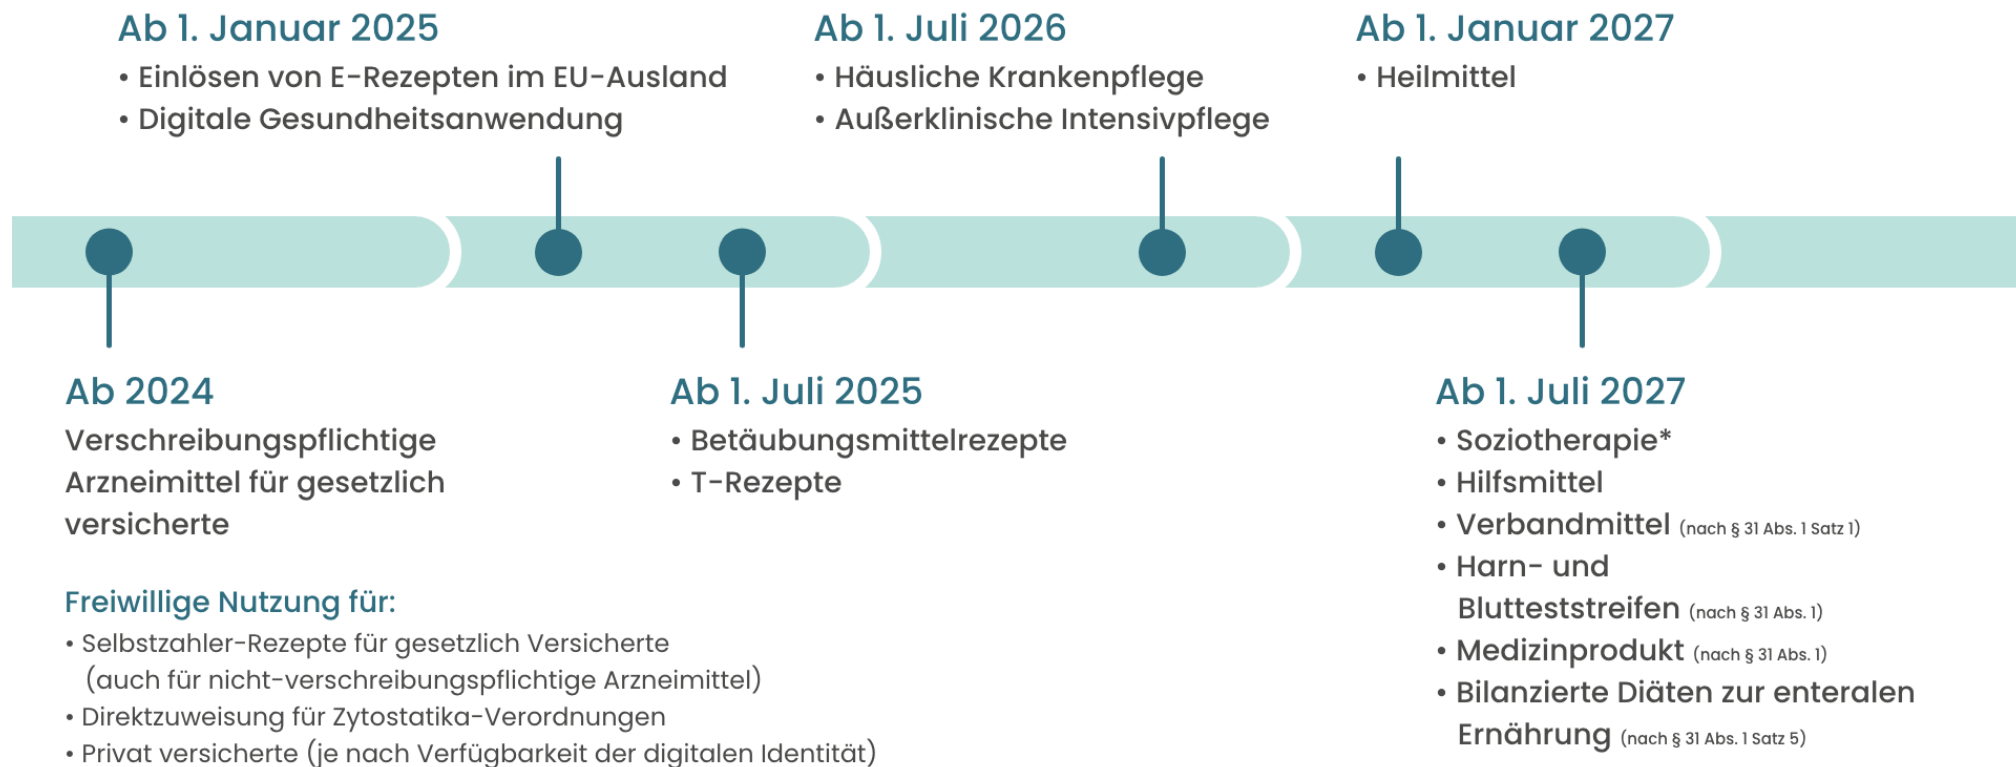 Ab 1. Januar 2025
• Einlösen von E-Rezepten im EU-Ausland
• Digitale Gesundheitsanwendung
Ab 1. Juli 2026
• Häusliche Krankenpflege
• Außerklinische Intensivpflege
Ab 1. Januar 2027
• Heilmittel
Ab 2024
Verschreibungspflichtige
Arzneimittel für gesetzlich
versicherte
Freiwillige Nutzung für:
• Selbstzahler-Rezepte für gesetzlich Versicherte
(auch für nicht-verschreibungspflichtige Arzneimittel)
• Direktzuweisung für Zytostatika-Verordnungen
• Privat versicherte (je nach Verfügbarkeit der digitalen Identität)
Ab 1. Juli 2025
• Betäubungsmittelrezepte
• T-Rezepte
Ab 1. Juli 2027
• Soziotherapie*
• Hilfsmittel
• Verbandmittel (nach § 31 Abs. 1 Satz 1)
• Harn- und
Blutteststreifen (nach § 31 Abs. 1)
• Medizinprodukt (nach § 31 Abs. 1)
• Bilanzierte Diäten zur enteralen
Ernährung (nach § 31 Abs. 1 Satz 5)